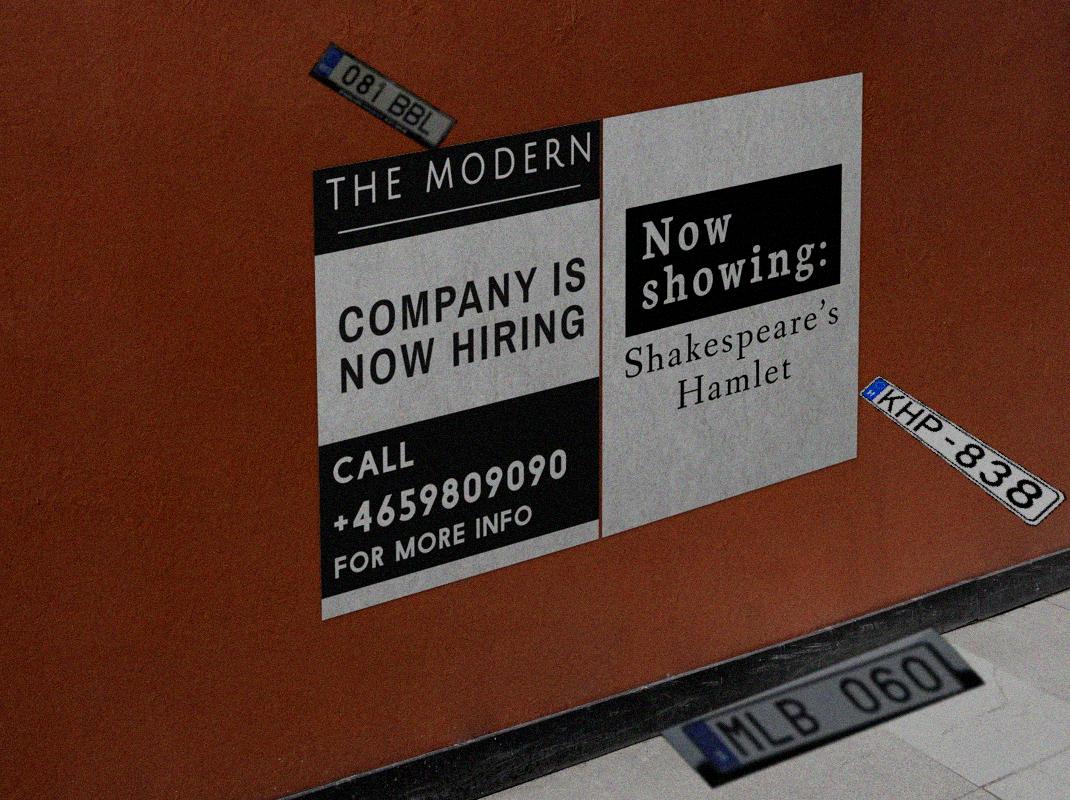 081 BBL
THE MODERN
COMPANY IS
NOW HIRING
CALL
+4659809090
FOR MORE INFO
Now
showing:
Shakespeare's
Hamlet
KHP-838
MLB 060